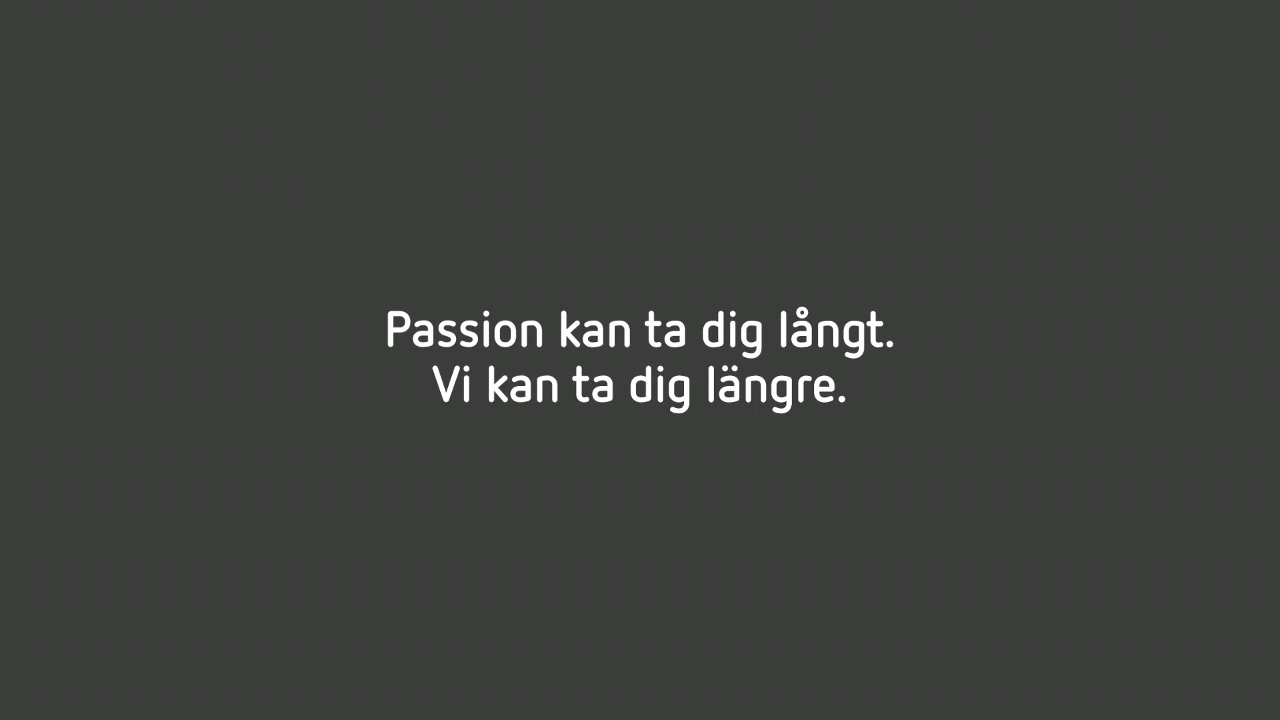 Passion kan ta dig långt.
Vi kan ta dig längre.